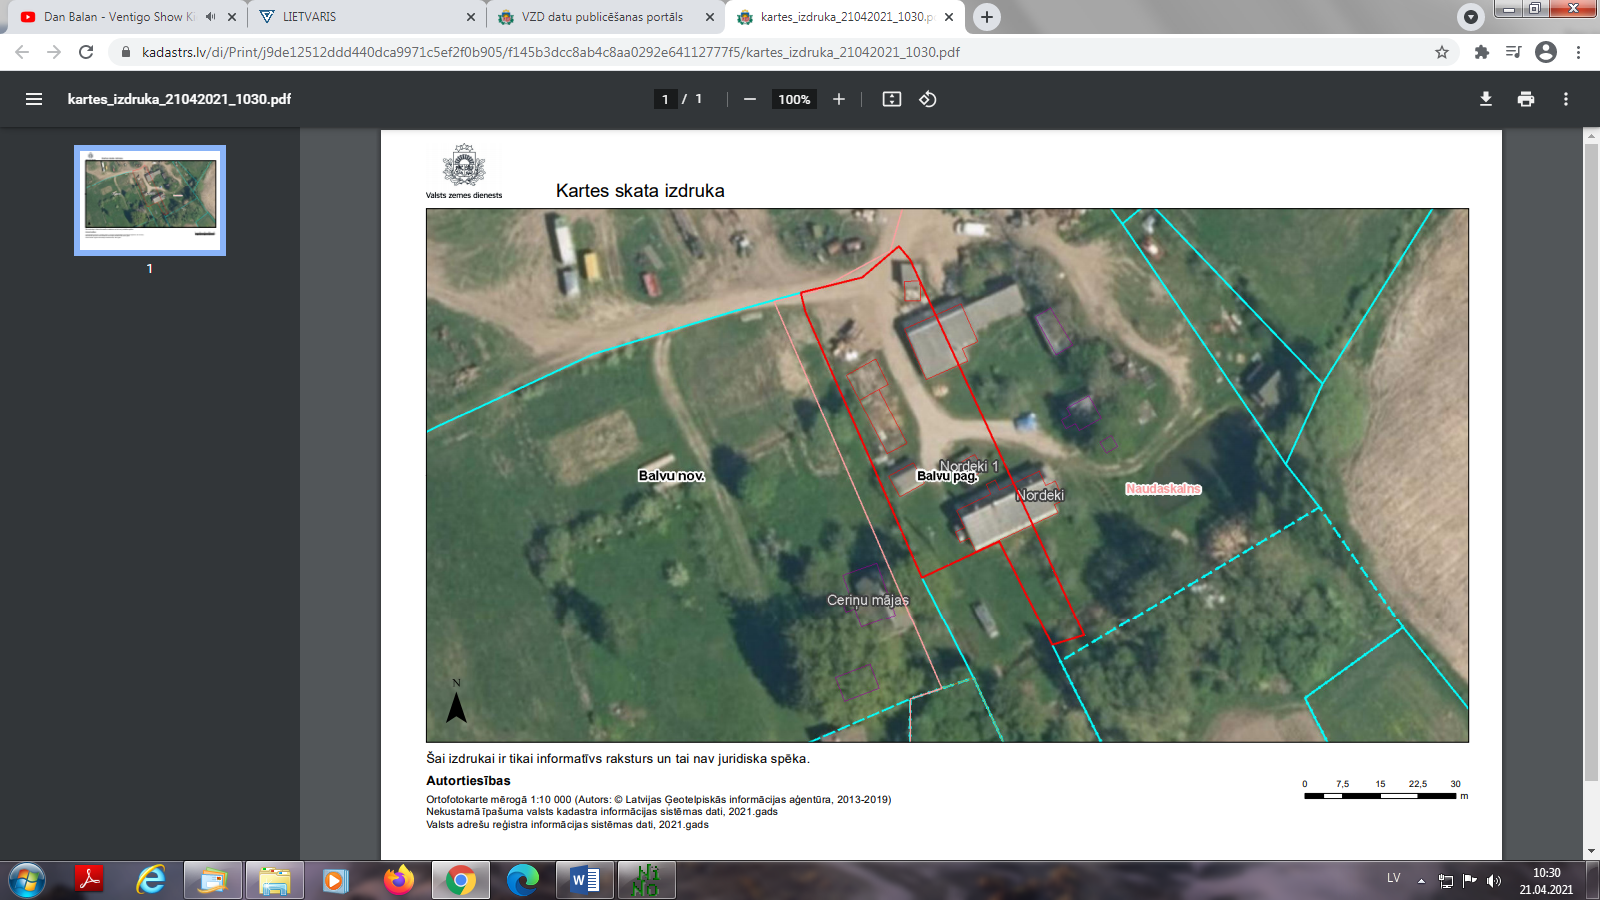 Dan Balan - Ventigo Show Ki
LIETVARIS
VZD datu publicēšanas portāls
kartes_izdruka_21042021_1030.p
kadastrs.lv/di/Print/j9de12512ddd440dca9971c5ef2f0b905/f145b3dcc8ab4c8aa0292e64112777f5/kartes_izdruka_21042021_1030.pdf
kartes_izdruka_21042021_1030.pdf
1 / 1
100%
1
Valsts zemes dienests
Kartes skata izdruka
Nordeki 1
Balvu nov.
Balvu pag.
Naudaskalns
Nordeki
Ceriņu mājas
N
Šai izdrukai ir tikai informatīvs raksturs un tai nav juridiska spēka.
Autortiesības
0 7,5 15 22,5 30
m
Ortofotokarte mērogā 1:10 000 (Autors: © Latvijas Ģeotelpiskās informācijas aģentūra, 2013-2019)
Nekustamā īpašuma valsts kadastra informācijas sistēmas dati, 2021.gads
Valsts adrešu reģistra informācijas sistēmas dati, 2021.gads
NiNo
LV
10:30
21.04.2021